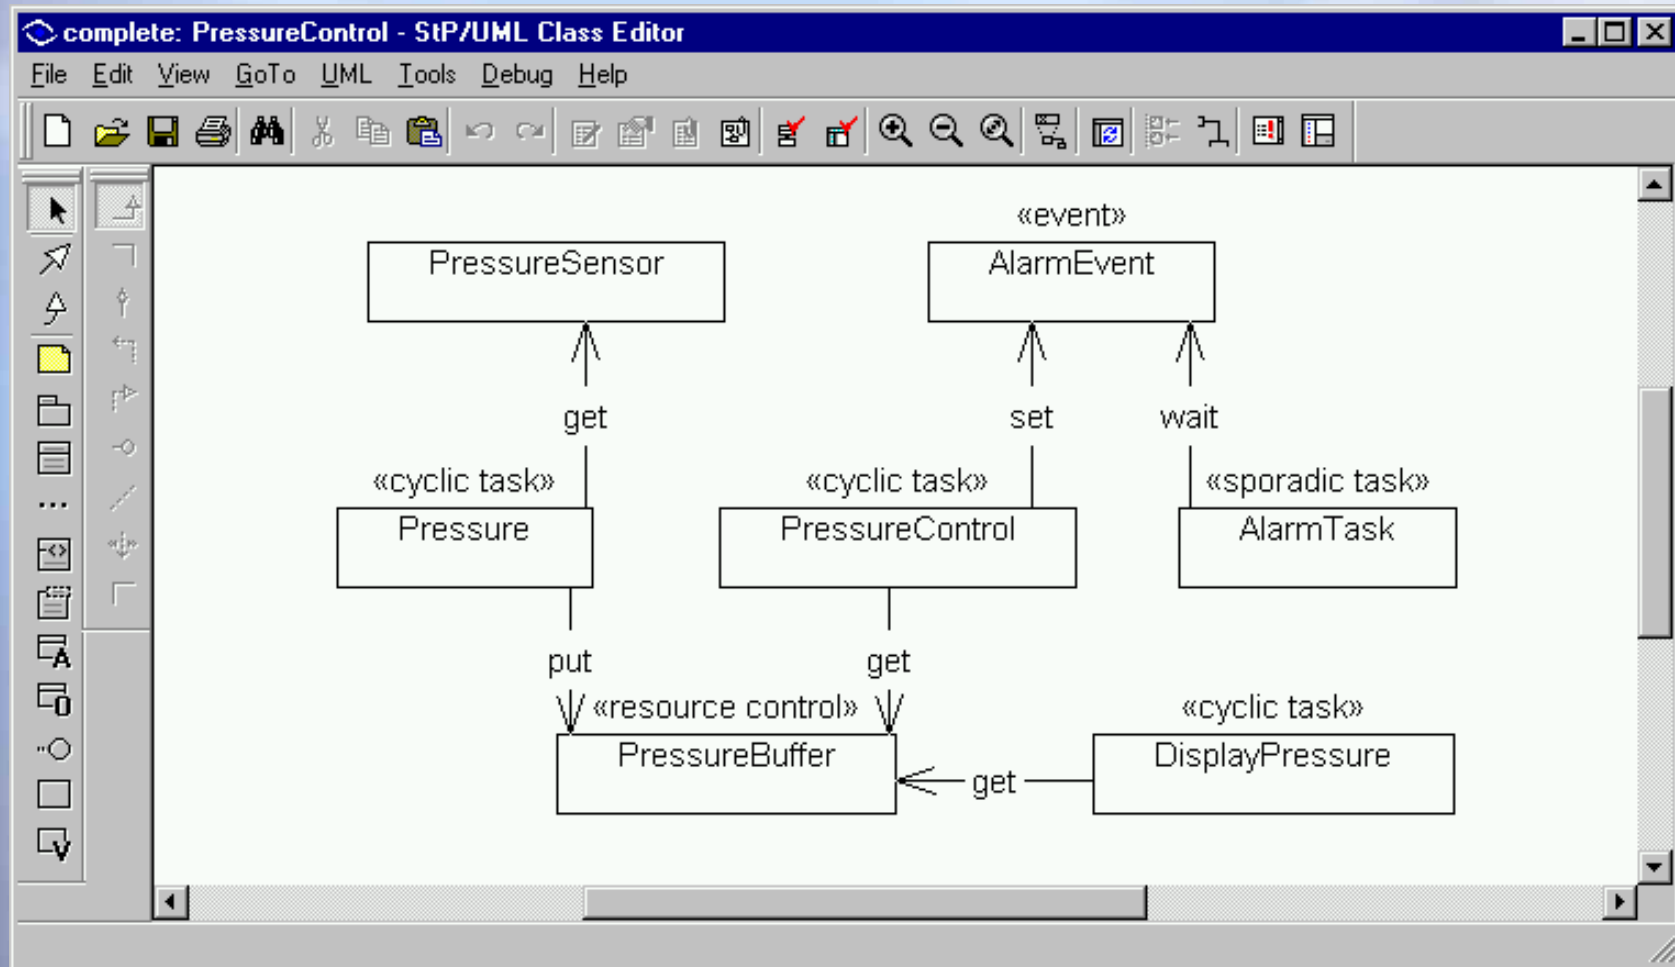 complete: PressureControl - StP/UML Class Editor
File Edit View GoTo UML Tools Debug Help
«event»
PressureSensor AlarmEvent
get set wait
«cyclic task» «cyclic task» «sporadic task»
Pressure PressureControl AlarmTask
put get
«resource control» «cyclic task»
PressureBuffer DisplayPressure
get